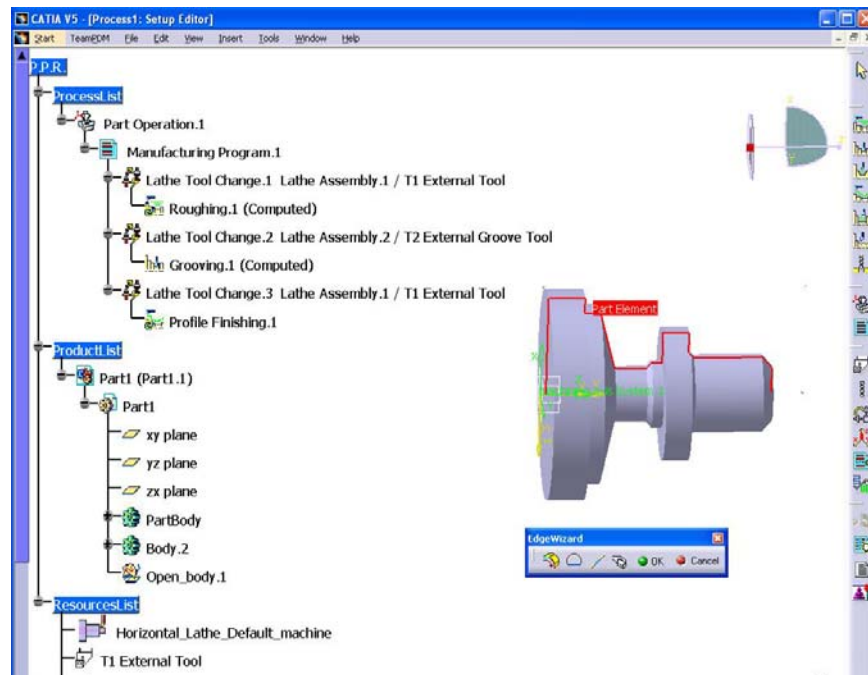 CATIA V5 - [Process1: Setup Editor]
Start TeamPDM File Edit View Insert Tools Window Help
P.P.R.
ProcessList
Part Operation.1
Manufacturing Program.1
Lathe Tool Change.1 Lathe Assembly.1 / T1 External Tool
Roughing.1 (Computed)
Lathe Tool Change.2 Lathe Assembly.2 / T2 External Groove Tool
Grooving.1 (Computed)
Lathe Tool Change.3 Lathe Assembly.1 / T1 External Tool
Profile Finishing.1
Part Element
ProductList
Part1 (Part1.1)
Part1
xy plane
yz plane
zx plane
PartBody
Body.2
Open_body.1
EdgeWizard
OK Cancel
ResourcesList
Horizontal_Lathe_Default_machine
T1 External Tool